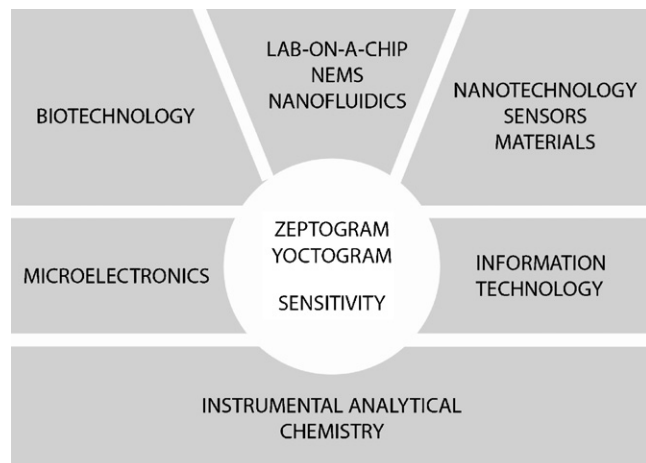 LAB-ON-A-CHIP
NEMS
NANOFLUIDICS
BIOTECHNOLOGY
NANOTECHNOLOGY
SENSORS
MATERIALS
ZEPTOGRAM
YOCTOGRAM
SENSITIVITY
MICROELECTRONICS
INFORMATION
TECHNOLOGY
INSTRUMENTAL ANALYTICAL
CHEMISTRY